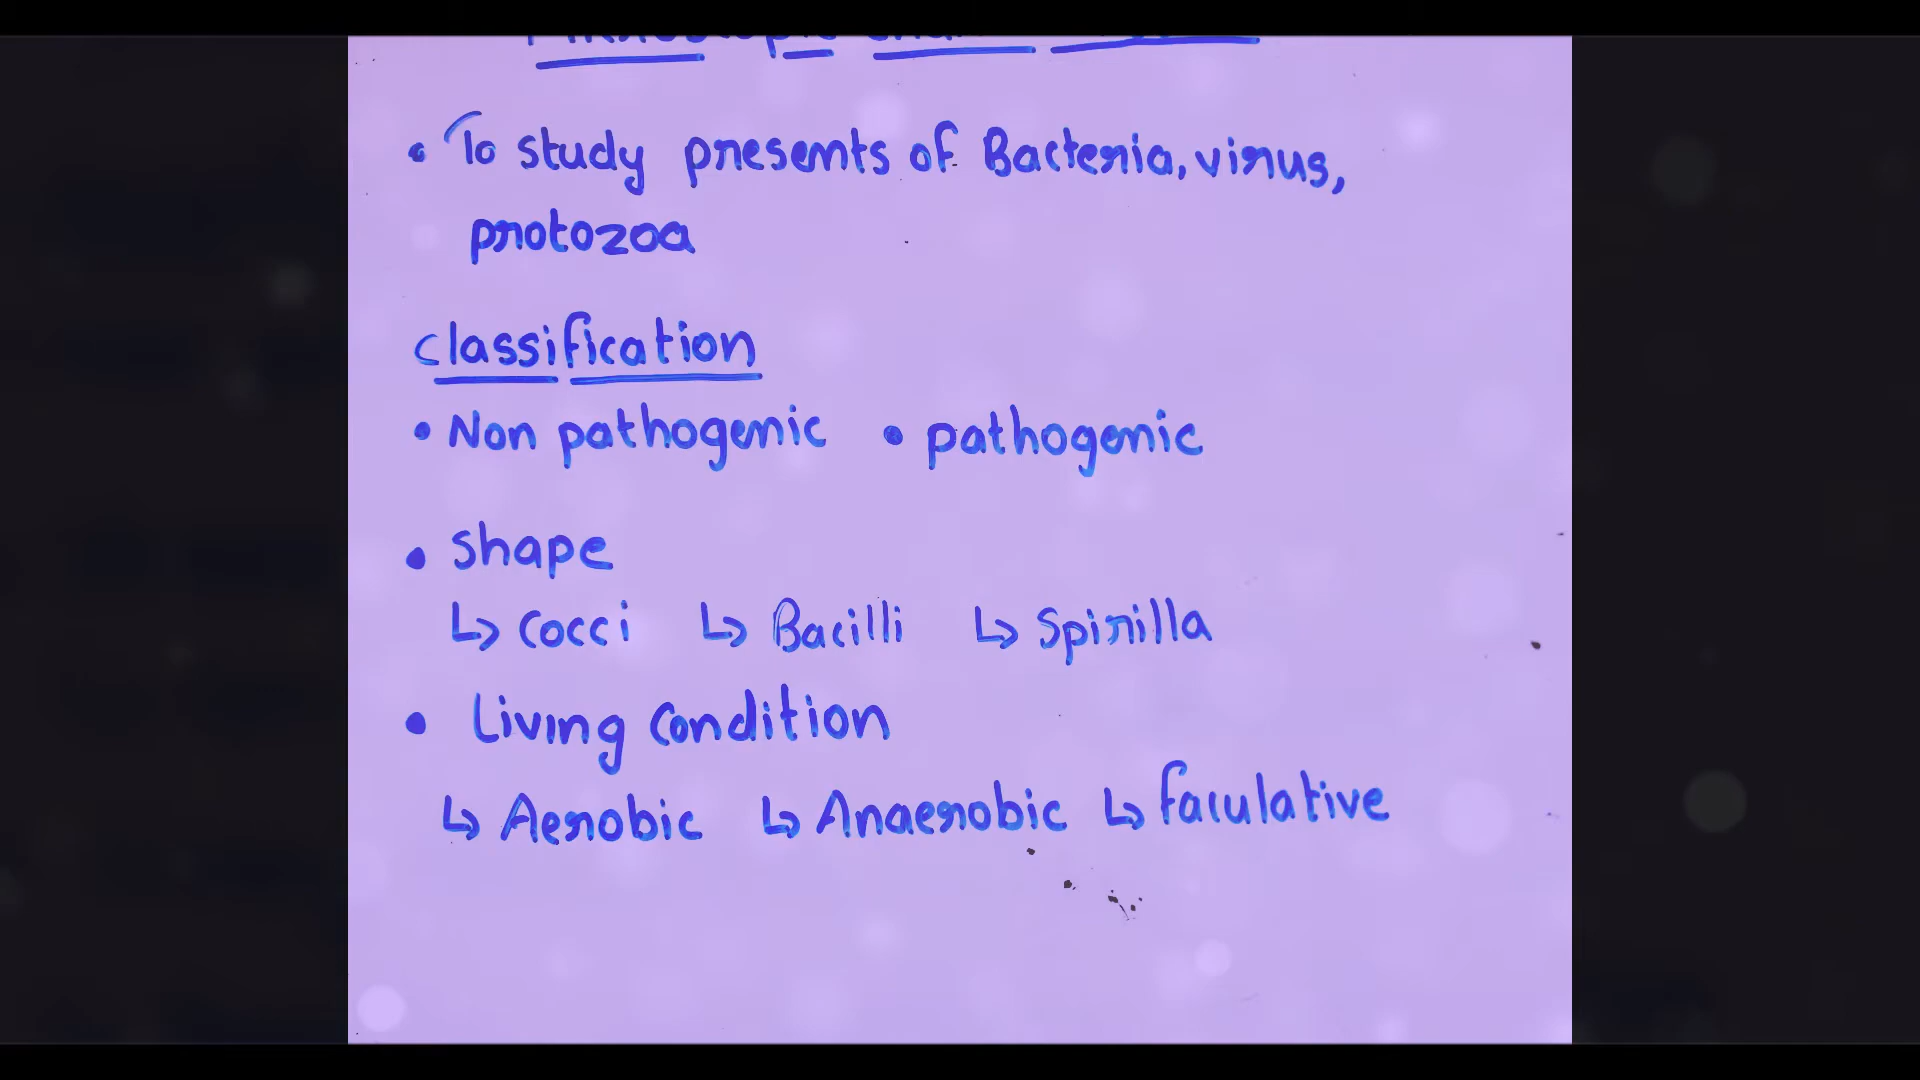 • To study presents of Bacteria, virus,
protozoa
Classification
• Non pathogenic • pathogenic
• shape
↳ cocci ↳ Bacilli ↳ Spirilla
• Living Condition
↳ Aerobic ↳ Anaerobic ↳ faculative